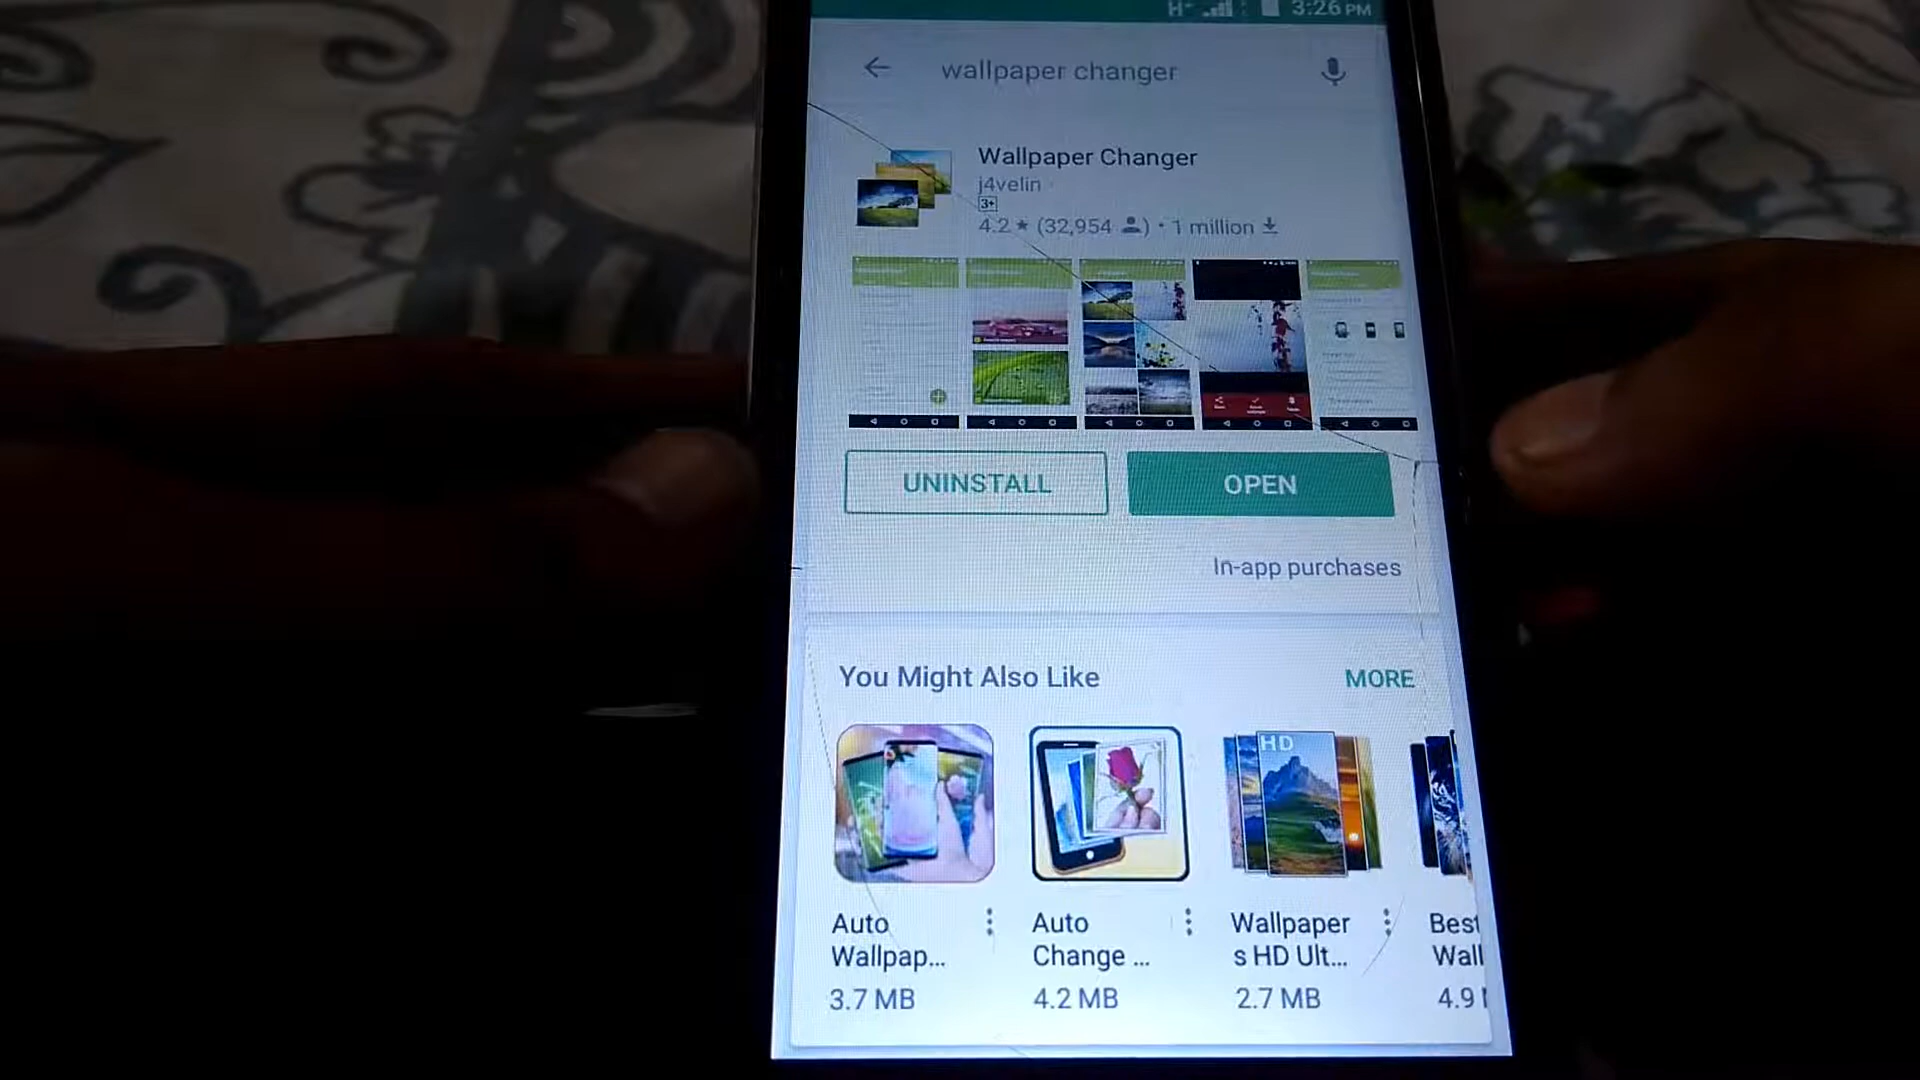 H+ 3:26 PM
wallpaper changer
Wallpaper Changer
j4velin
3+
4.2 ★ (32,954) • 1 million
UNINSTALL OPEN
In-app purchases
You Might Also Like MORE
HD
Auto
Wallpap...
3.7 MB
Auto
Change ...
4.2 MB
Wallpaper
s HD Ult...
2.7 MB
Best
Wall
4.9